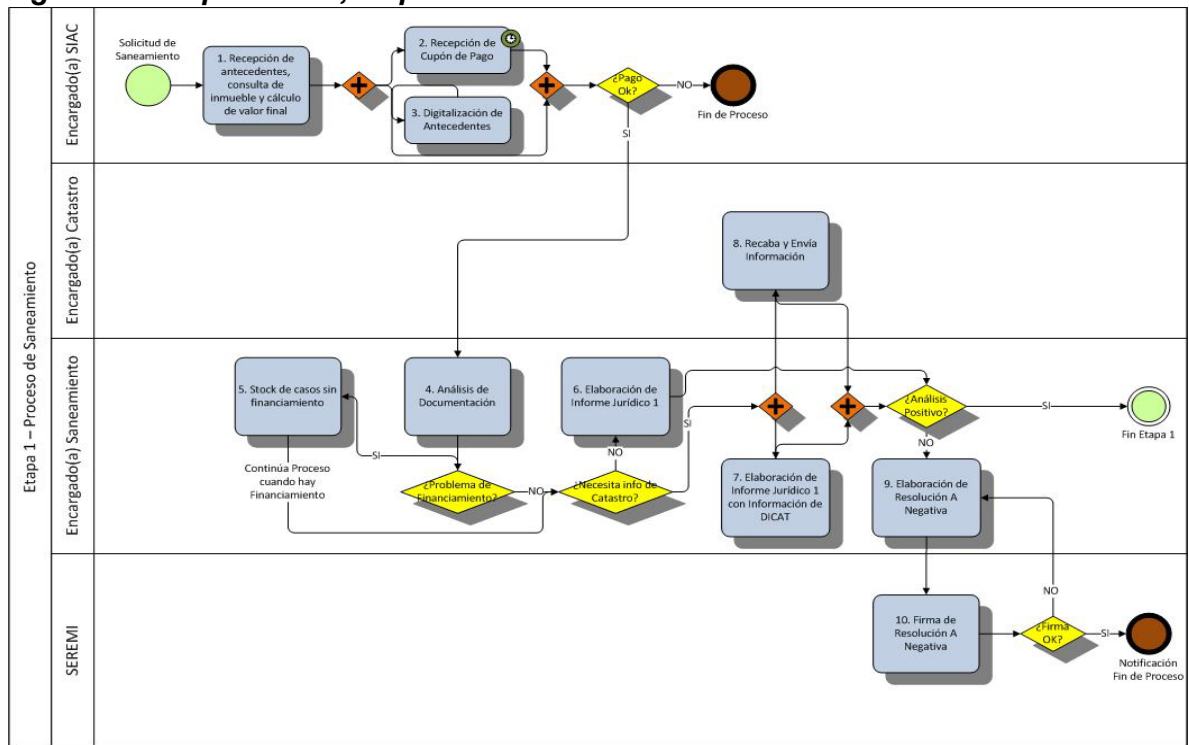 Etapa 1 – Proceso de Saneamiento
Encargado(a) SIAC
Solicitud de
Saneamiento
1. Recepción de
antecedentes,
consulta de
inmueble y cálculo
de valor final
2. Recepción de
Cupón de Pago
3. Digitalización de
Antecedentes
¿Pago
Ok?
NO
Fin de Proceso
SI
Encargado(a) Catastro
8. Recaba y Envía
Información
Encargado(a) Saneamiento
5. Stock de casos sin
financiamiento
4. Análisis de
Documentación
6. Elaboración de
Informe Jurídico 1
¿Análisis
Positivo?
SI
Fin Etapa 1
NO
SI
NO
SI
Continúa Proceso
cuando hay
Financiamiento
¿Problema de
Financiamiento?
NO
¿Necesita info de
Catastro?
7. Elaboración de
Informe Jurídico 1
con Información de
DICAT
9. Elaboración de
Resolución A
Negativa
SEREMI
10. Firma de
Resolución A
Negativa
NO
¿Firma
OK?
SI
Notificación
Fin de Proceso